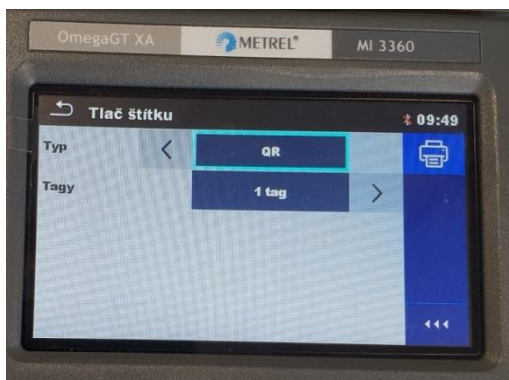 OmegaGT XA METREL® MI 3360
Tlač štítku 09:49
Typ QR
Tagy 1 tag